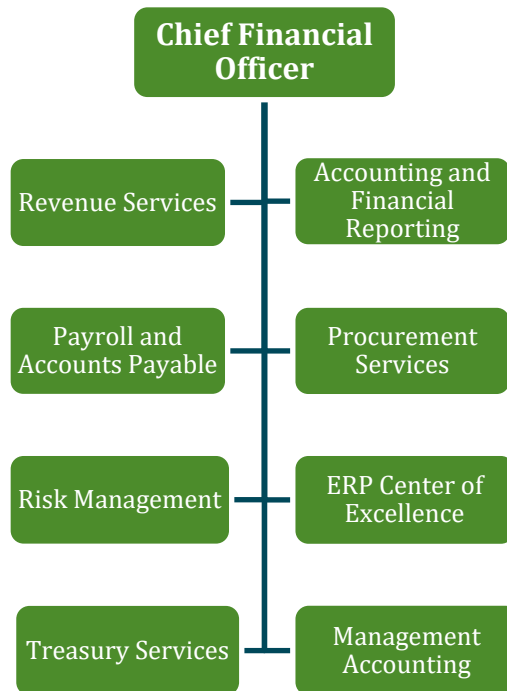 Chief Financial
Officer
Revenue Services
Accounting and
Financial
Reporting
Payroll and
Accounts Payable
Procurement
Services
Risk Management
ERP Center of
Excellence
Treasury Services
Management
Accounting